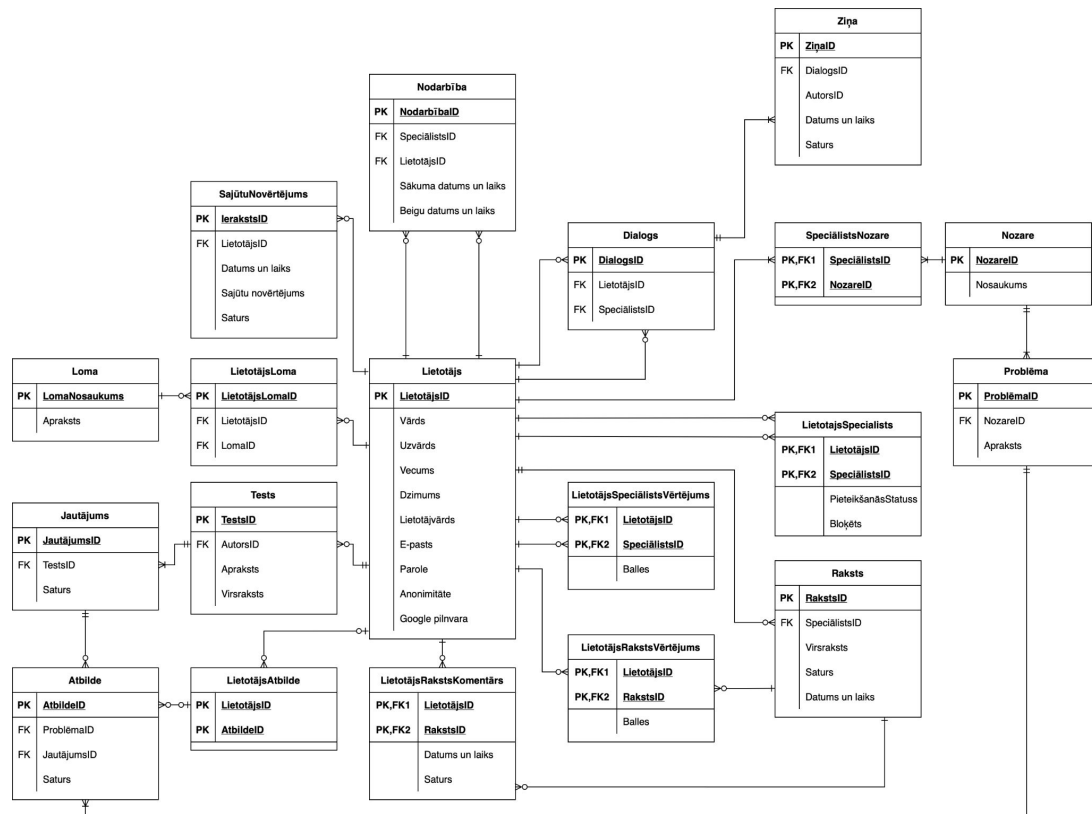 Ziņa
PK ZiņaID
FK DialogsID
AutorsID
Datums un laiks
Saturs
Nodarbība
PK NodarbībaID
FK SpeciālistsID
FK LietotājsID
Sākuma datums un laiks
Beigu datums un laiks
SajūtuNovērtējums
PK IerakstsID
FK LietotājsID
Datums un laiks
Sajūtu novērtējums
Saturs
Dialogs
PK DialogsID
FK LietotājsID
FK SpeciālistsID
SpeciālistsNozare
PK,FK1 SpeciālistsID
PK,FK2 NozareID
Nozare
PK NozareID
Nosaukums
Loma
PK LomaNosaukums
Apraksts
LietotājsLoma
PK LietotājsLomaID
FK LietotājsID
FK LomaID
Lietotājs
PK LietotājsID
Vārds
Uzvārds
Vecums
Dzimums
Lietotājvārds
E-pasts
Parole
Anonimitāte
Google pilnvara
Problēma
PK ProblēmaID
FK NozareID
Apraksts
LietotajsSpecialists
PK,FK1 LietotājsID
PK,FK2 SpeciālistsID
PieteikšanāsStatuss
Bloķēts
Jautājums
PK JautājumsID
FK TestsID
Saturs
Tests
PK TestsID
FK AutorsID
Apraksts
Virsraksts
LietotājsSpeciālistsVērtējums
PK,FK1 LietotājsID
PK,FK2 SpeciālistsID
Balles
Raksts
PK RakstsID
FK SpeciālistsID
Virsraksts
Saturs
Datums un laiks
LietotājsRakstsVērtējums
PK,FK1 LietotājsID
PK,FK2 RakstsID
Balles
Atbilde
PK AtbildeID
FK ProblēmaID
FK JautājumsID
Saturs
LietotājsAtbilde
PK LietotājsID
PK AtbildeID
LietotājsRakstsKomentārs
PK,FK1 LietotājsID
PK,FK2 RakstsID
Datums un laiks
Saturs